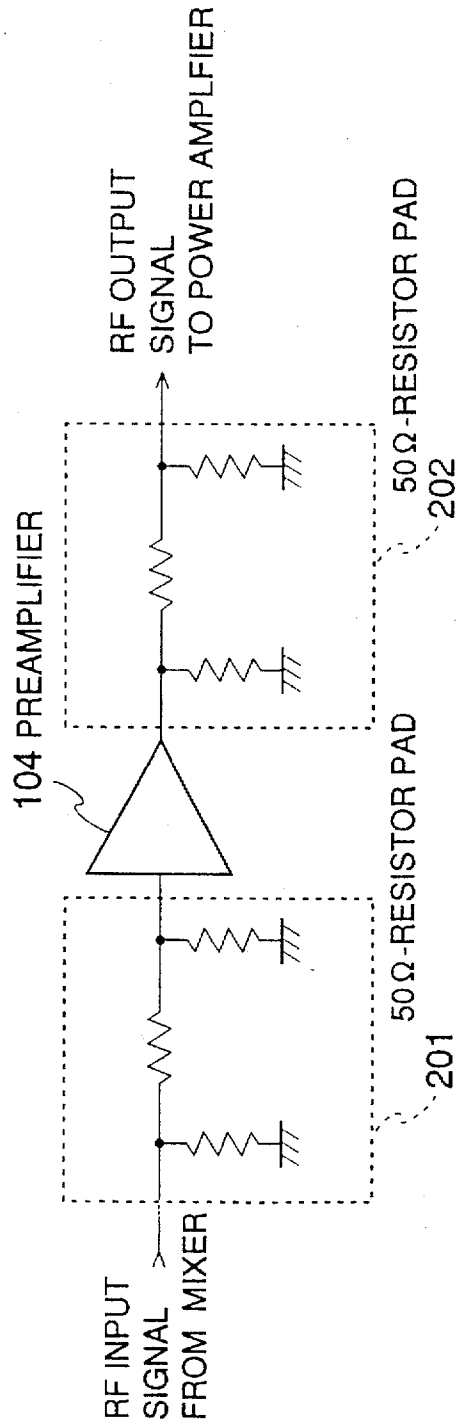 RF INPUT
SIGNAL
FROM MIXER
201
50Ω-RESISTOR PAD
104 PREAMPLIFIER
50Ω-RESISTOR PAD
202
RF OUTPUT
SIGNAL
TO POWER AMPLFIER